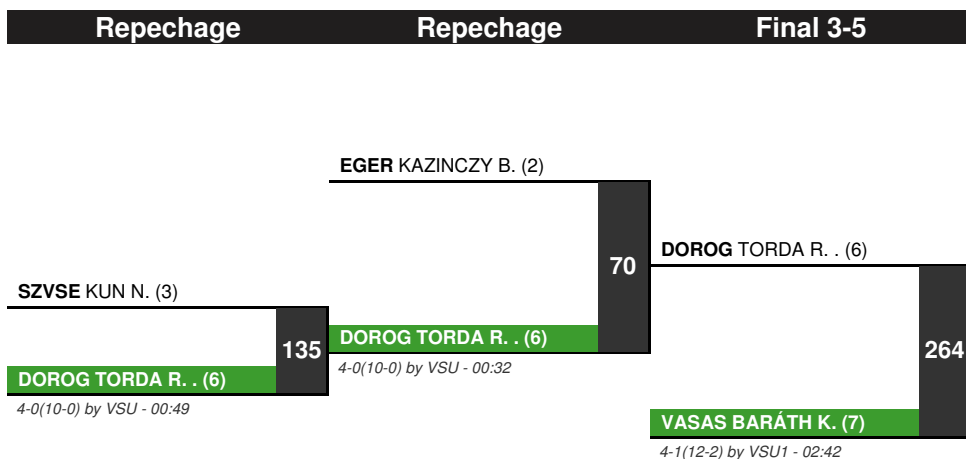 Repechage Repechage Final 3-5
EGER KAZINCZY B. (2)
70
DOROG TORDA R. . (6)
SZVSE KUN N. (3)
135
DOROG TORDA R. . (6)
264
4-0(10-0) by VSU - 00:32
DOROG TORDA R. . (6)
4-0(10-0) by VSU - 00:49
VASAS BARÁTH K. (7)
4-1(12-2) by VSU1 - 02:42